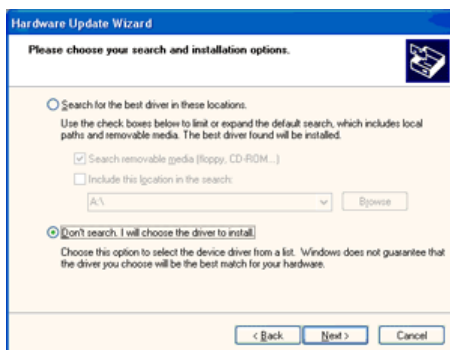 Hardware Update Wizard
Please choose your search and installation options.
Search for the best driver in these locations.
Use the check boxes below to limit or expand the default search, which includes local
paths and removable media. The best driver found will be installed.
Search removable media (floppy, CD-ROM...)
Include this location in the search:
A:\
Browse
Don't search. I will choose the driver to install.
Choose this option to select the device driver from a list. Windows does not guarantee that
the driver you choose will be the best match for your hardware.
< Back Next > Cancel